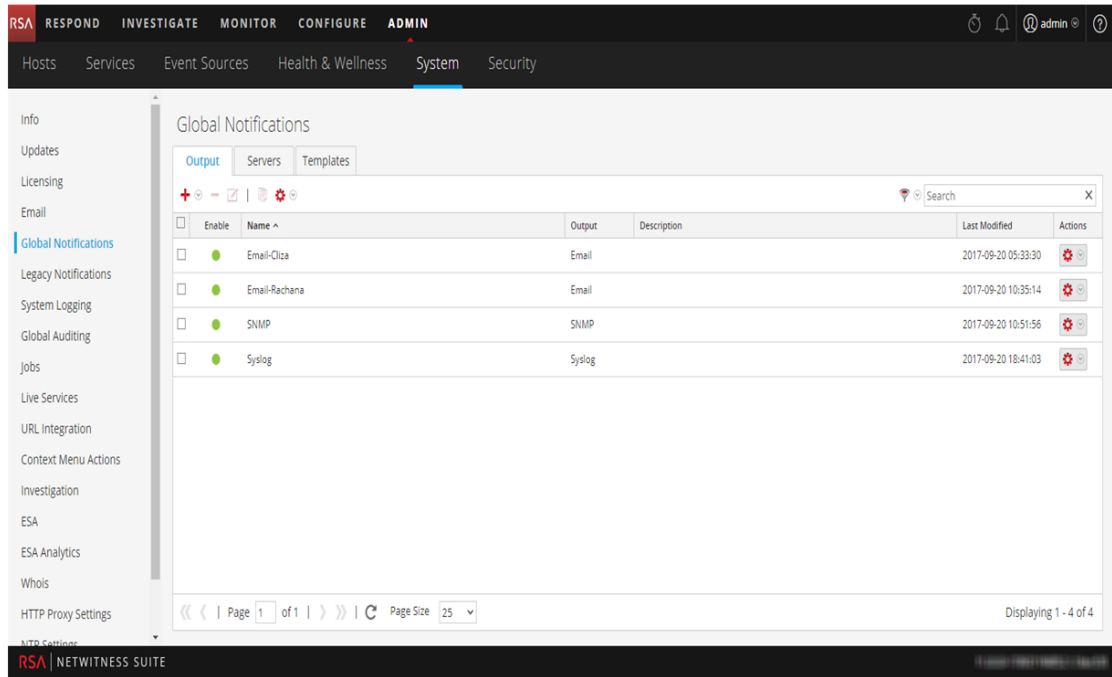 RSA RESPOND INVESTIGATE MONITOR CONFIGURE ADMIN admin
Hosts Services Event Sources Health & Wellness System Security
Info
Updates
Licensing
Email
Global Notifications
Legacy Notifications
System Logging
Global Auditing
Jobs
Live Services
URL Integration
Context Menu Actions
Investigation
ESA
ESA Analytics
Whois
HTTP Proxy Settings
NTP Settings
Global Notifications
Output Servers Templates
Search X
Enable Name Output Description Last Modified Actions
Email-Cliza Email 2017-09-20 05:33:30
Email-Rachana Email 2017-09-20 10:35:14
SNMP SNMP 2017-09-20 10:51:56
Syslog Syslog 2017-09-20 18:41:03
Page 1 of 1 Page Size 25 Displaying 1 - 4 of 4
RSA NETWITNESS SUITE